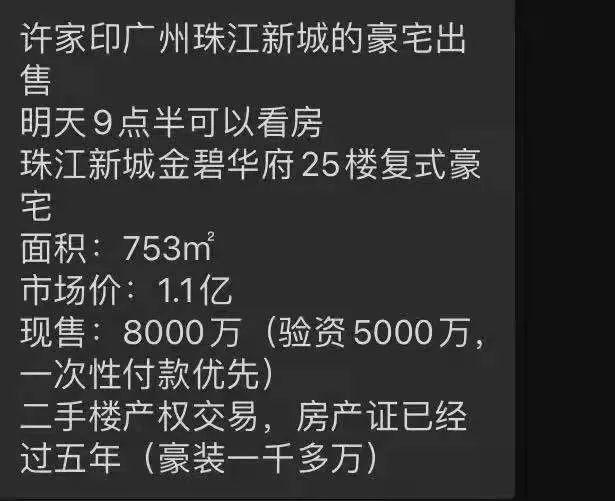 许家印广州珠江新城的豪宅出
售
明天9点半可以看房
珠江新城金碧华府25楼复式豪
宅
面积：753㎡
市场价：1.1亿
现售：8000万（验资5000万，
一次性付款优先）
二手楼产权交易，房产证已经
过五年（豪装一千多万）